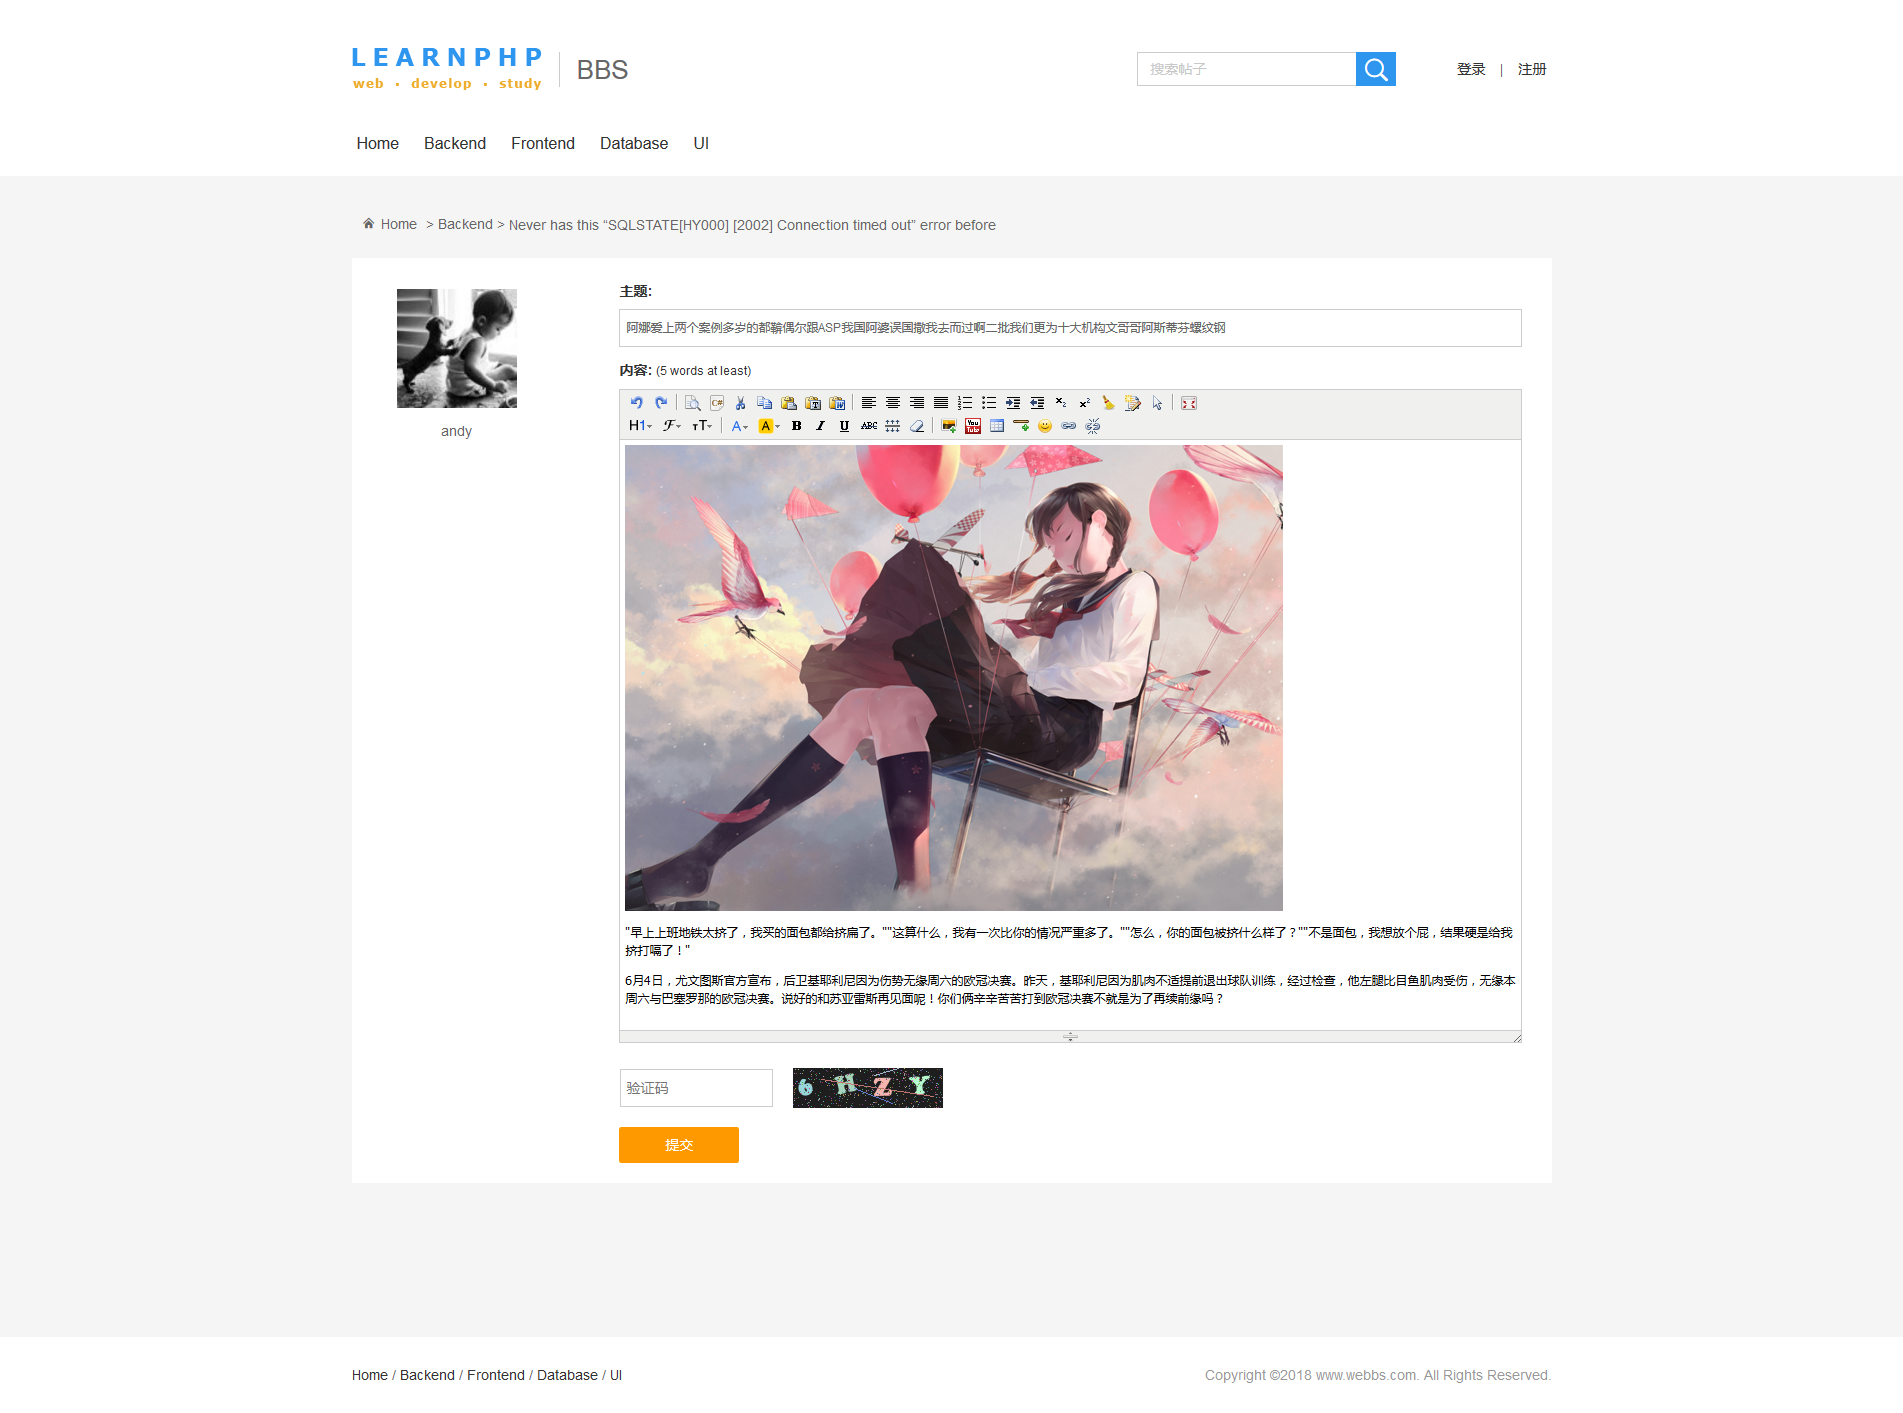 LEARNPHP
web · develop · study
BBS
搜索帖子
登录 | 注册
Home Backend Frontend Database UI
Home > Backend > Never has this “SQLSTATE[HY000] [2002] Connection timed out” error before
andy
主题:
阿娜爱上两个案例多岁的都鞥偶尔跟ASP我国阿婆误国撒我去而过啊二批我们更为十大机构文哥哥阿斯蒂芬螺纹钢
内容: (5 words at least)
"早上上班地铁太挤了，我买的面包都给挤扁了。""这算什么，我有一次比你的情况严重多了。""怎么，你的面包被挤什么样了？""不是面包，我想放个屁，结果硬是给我
挤打嗝了！"
6月4日，尤文图斯官方宣布，后卫基耶利尼因为伤势无缘周六的欧冠决赛。昨天，基耶利尼因为肌肉不适提前退出球队训练，经过检查，他左腿比目鱼肌肉受伤，无缘本
周六与巴塞罗那的欧冠决赛。说好的和苏亚雷斯再见面呢！你们俩辛辛苦苦打到欧冠决赛不就是为了再续前缘吗？
验证码
6 H Z Y
提交
Home / Backend / Frontend / Database / UI
Copyright ©2018 www.webbs.com. All Rights Reserved.